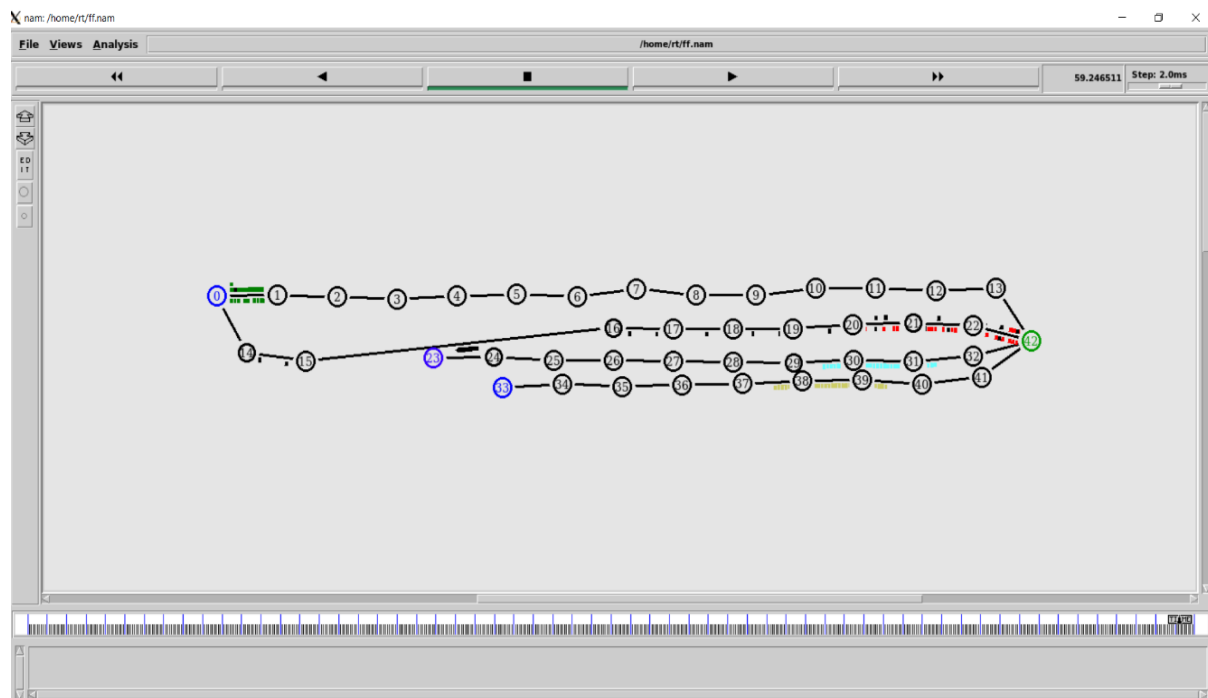 nam: /home/rt/ff.nam
File Views Analysis /home/rt/ff.nam
59.246511 Step: 2.0ms
ED
IT
0 1 2 3 4 5 6 7 8 9 10 11 12 13
14 15 16 17 18 19 20 21 22 42
23 24 25 26 27 28 29 30 31 32
33 34 35 36 37 38 39 40 41